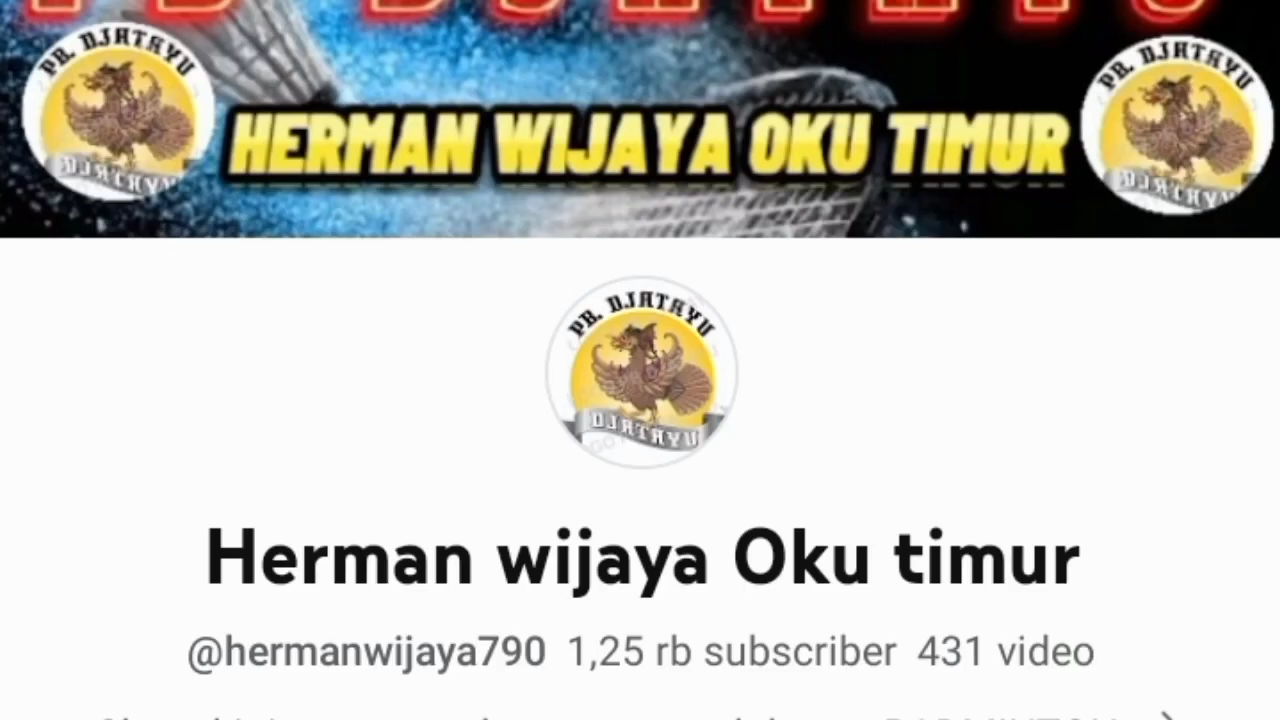 PB. DJATAYU
DJATAYU
HERMAN WIJAYA OKU TIMUR
PB. DJATAYU
DJATAYU
PB. DJATAYU
DJATAYU
Herman wijaya Oku timur
@hermanwijaya790 1,25 rb subscriber 431 video